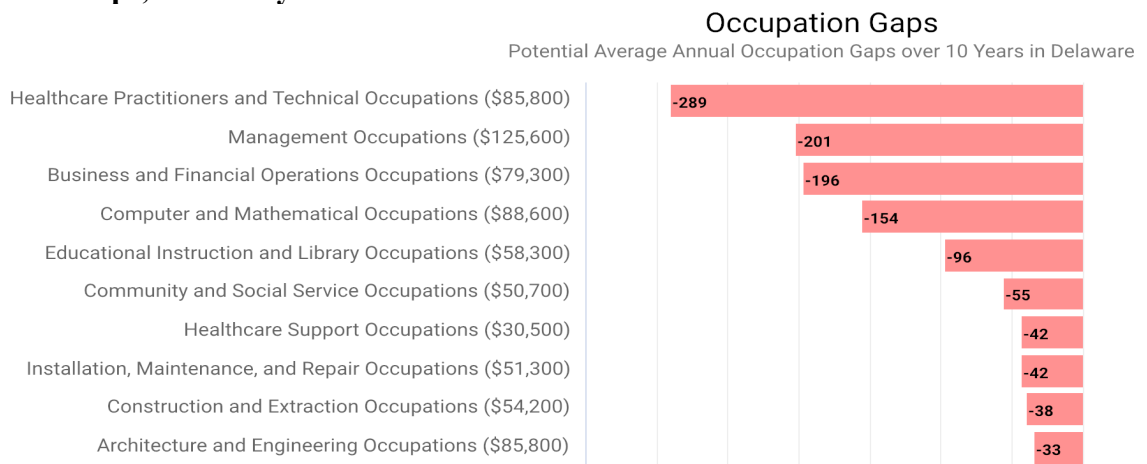 Occupation Gaps
Potential Average Annual Occupation Gaps over 10 Years in Delaware
Healthcare Practitioners and Technical Occupations ($85,800) -289
Management Occupations ($125,600) -201
Business and Financial Operations Occupations ($79,300) -196
Computer and Mathematical Occupations ($88,600) -154
Educational Instruction and Library Occupations ($58,300) -96
Community and Social Service Occupations ($50,700) -55
Healthcare Support Occupations ($30,500) -42
Installation, Maintenance, and Repair Occupations ($51,300) -42
Construction and Extraction Occupations ($54,200) -38
Architecture and Engineering Occupations ($85,800) -33